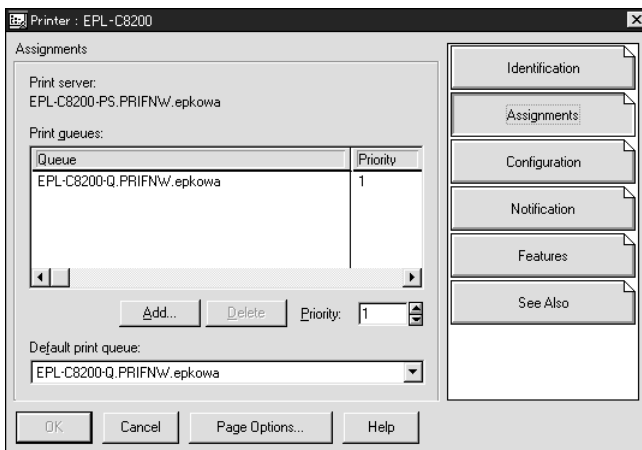 Printer : EPL-C8200
Assignments
Print server:
EPL-C8200-PS.PRIFNW.epkowa
Print queues:
Queue Priority
EPL-C8200-Q.PRIFNW.epkowa 1
Add... Delete Priority: 1
Default print queue:
EPL-C8200-Q.PRIFNW.epkowa
OK Cancel Page Options... Help
Identification
Assignments
Configuration
Notification
Features
See Also